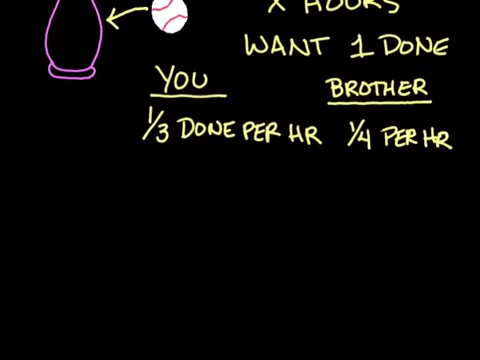 X HOURS
WANT 1 DONE
YOU
BROTHER
1/3 DONE PER HR
1/4 PER HR